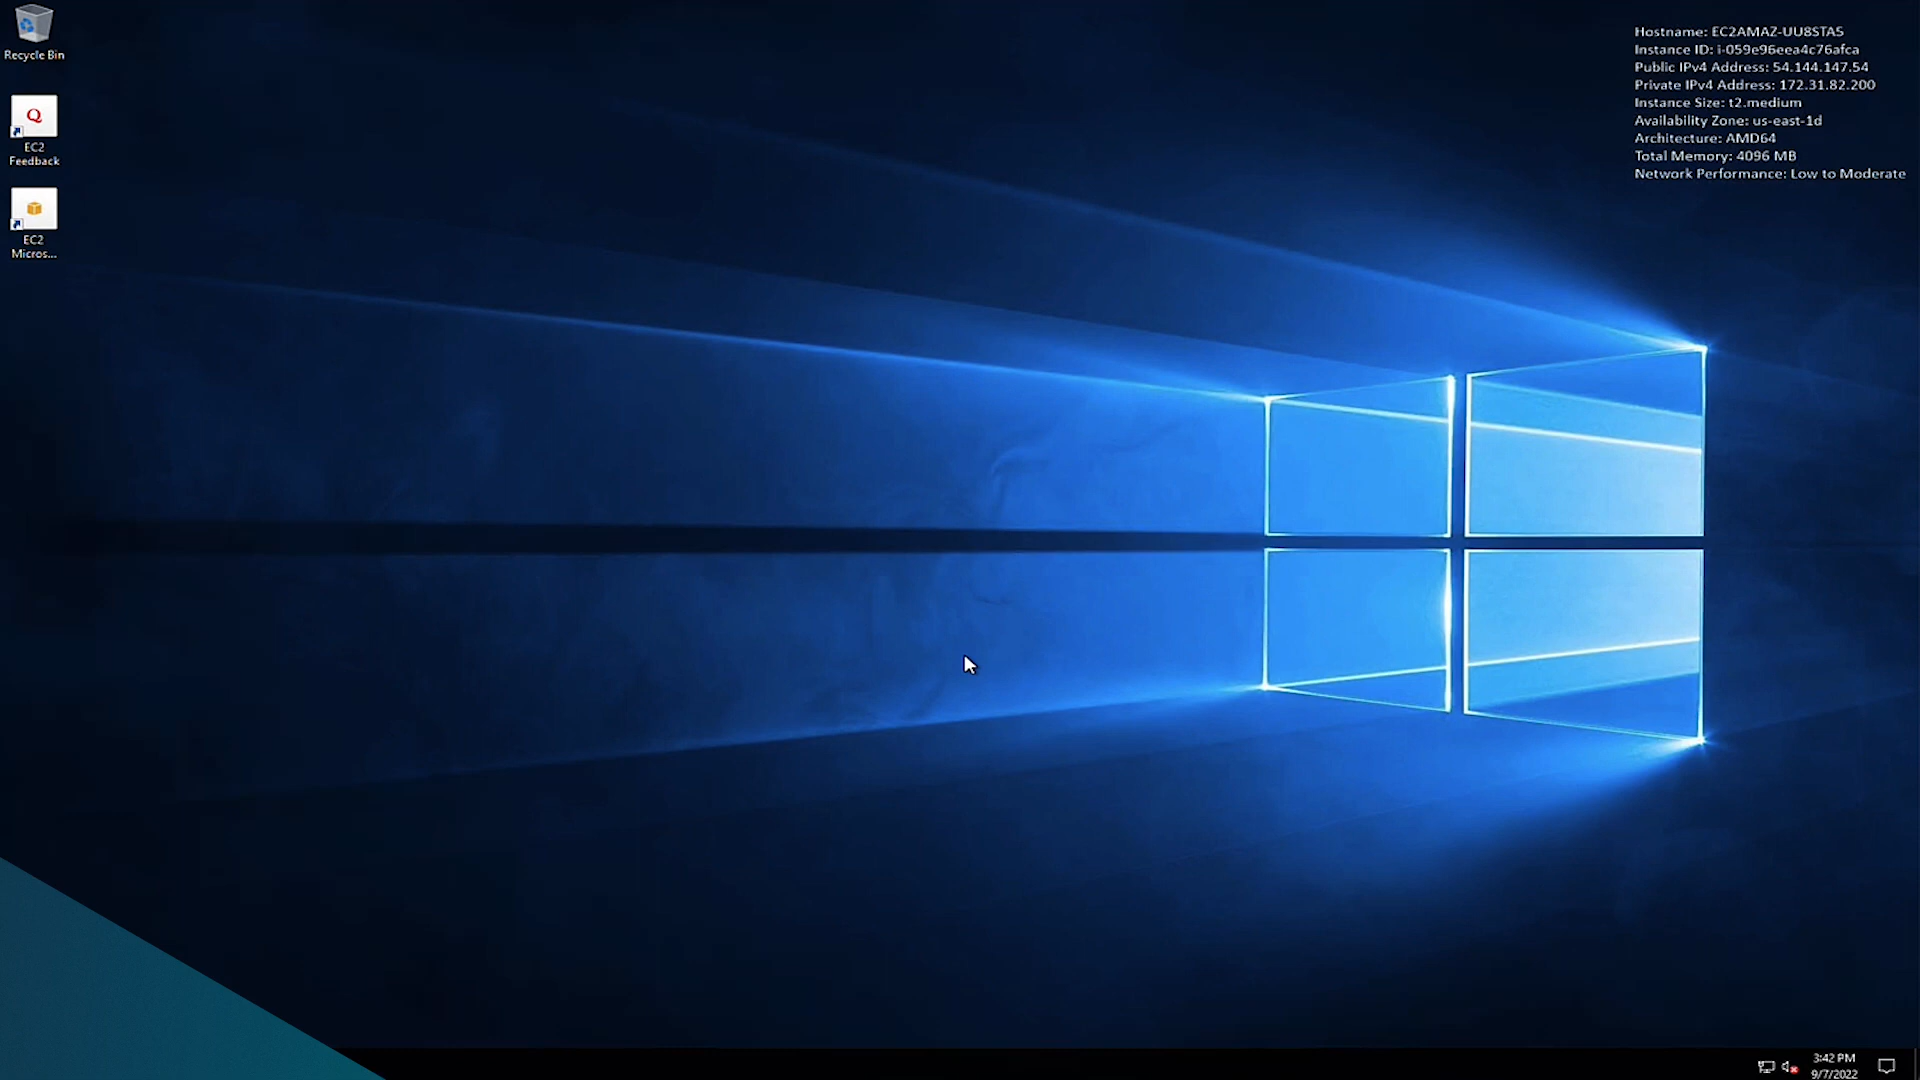 Recycle Bin
Q
EC2
Feedback
EC2
Micros...
Hostname: EC2AMAZ-UU8STA5
Instance ID: i-059e96eea4c76afca
Public IPv4 Address: 54.144.147.54
Private IPv4 Address: 172.31.82.200
Instance Size: t2.medium
Availability Zone: us-east-1d
Architecture: AMD64
Total Memory: 4096 MB
Network Performance: Low to Moderate
3:42 PM
9/7/2022